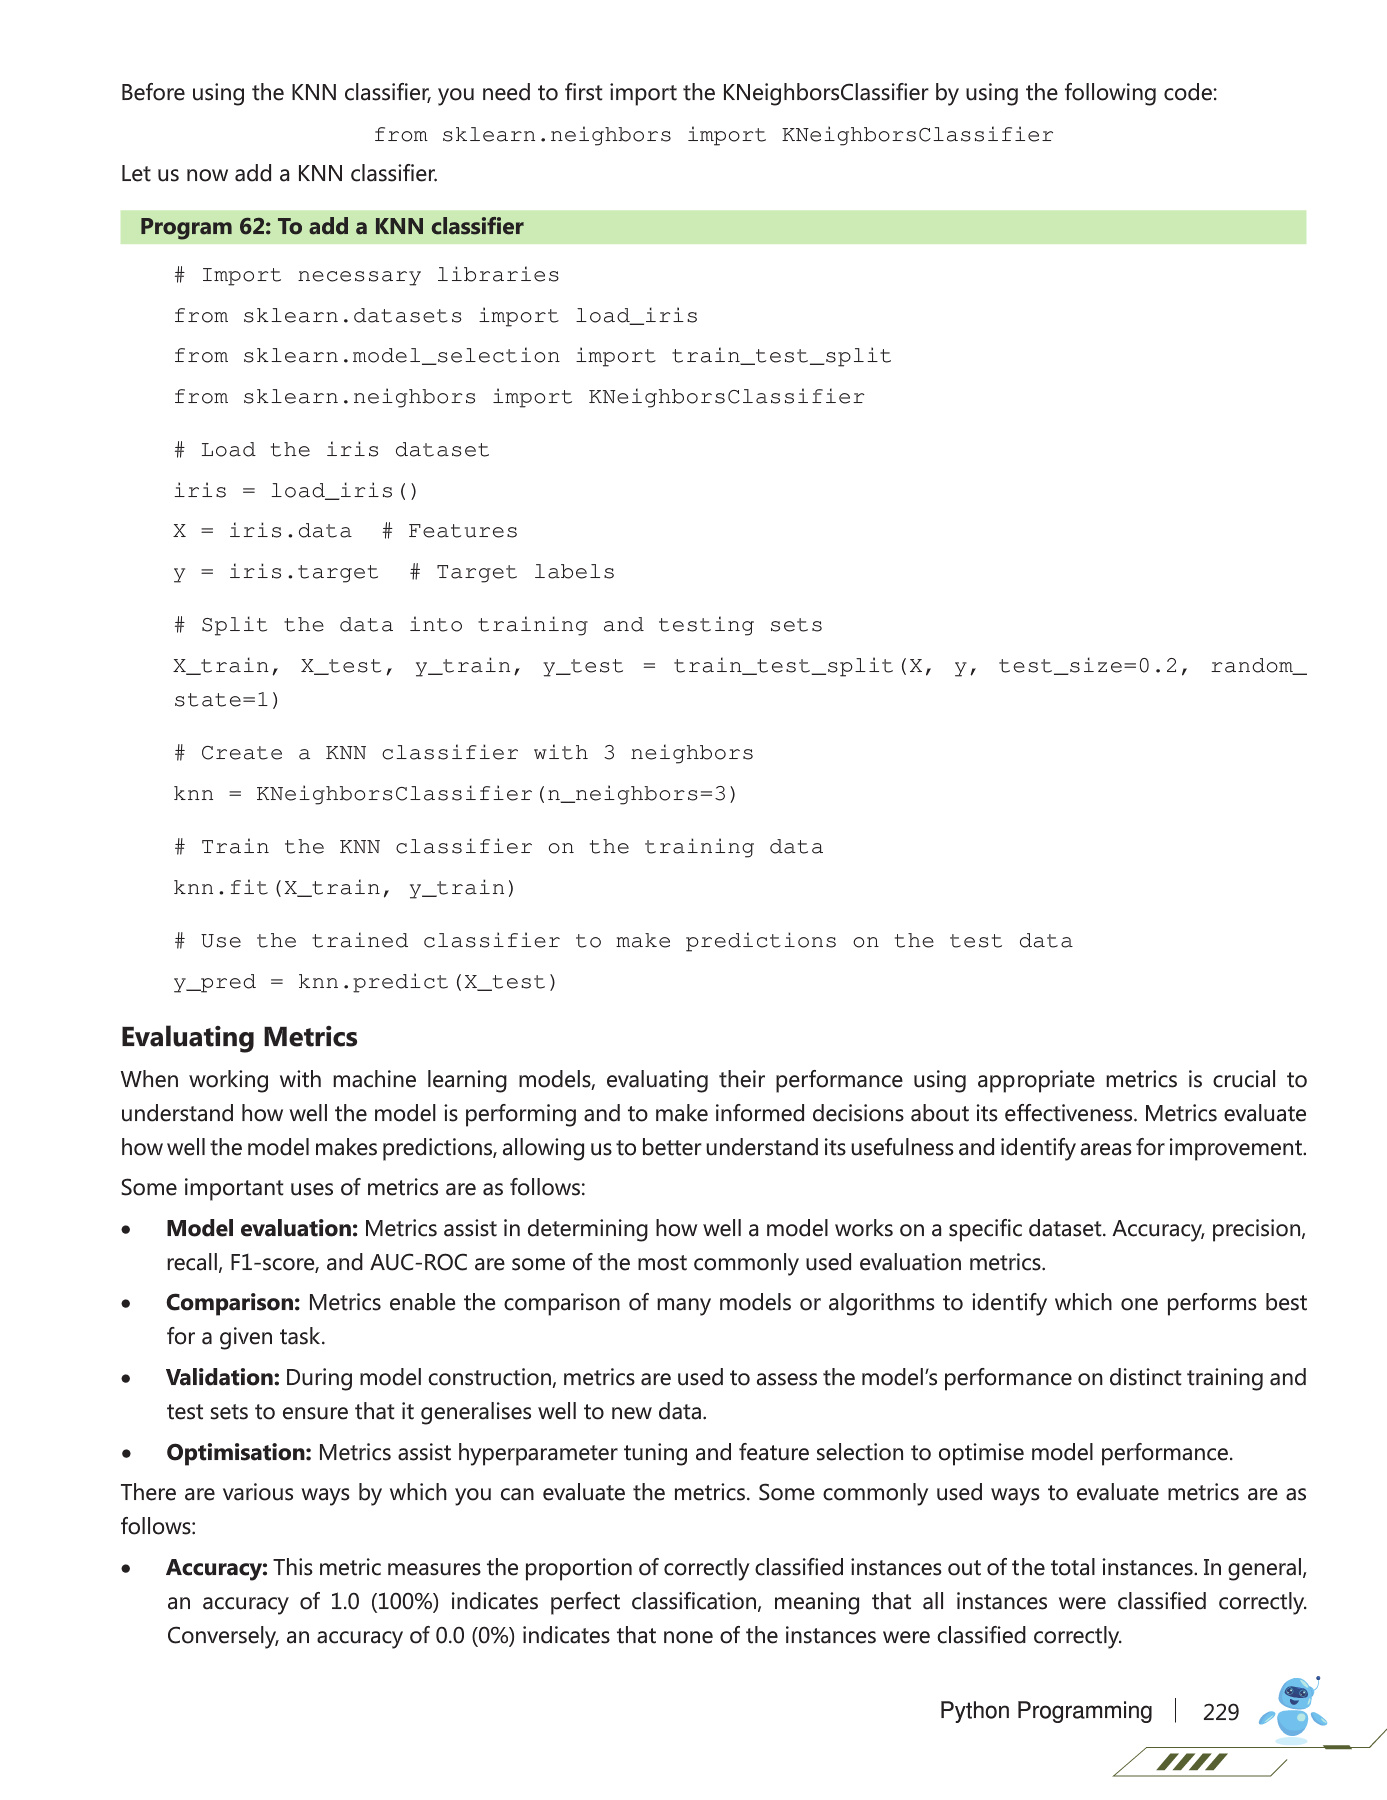 Before using the KNN classifier, you need to first import the KNeighborsClassifier by using the following code:
from sklearn.neighbors import KNeighborsClassifier
Let us now add a KNN classifier.
Program 62: To add a KNN classifier
# Import necessary libraries
from sklearn.datasets import load_iris
from sklearn.model_selection import train_test_split
from sklearn.neighbors import KNeighborsClassifier
# Load the iris dataset
iris = load_iris()
X = iris.data  # Features
y = iris.target  # Target labels
# Split the data into training and testing sets
X_train, X_test, y_train, y_test = train_test_split(X, y, test_size=0.2, random_
state=1)
# Create a KNN classifier with 3 neighbors
knn = KNeighborsClassifier(n_neighbors=3)
# Train the KNN classifier on the training data
knn.fit(X_train, y_train)
# Use the trained classifier to make predictions on the test data
y_pred = knn.predict(X_test)
Evaluating Metrics
When working with machine learning models, evaluating their performance using appropriate metrics is crucial to
understand how well the model is performing and to make informed decisions about its effectiveness. Metrics evaluate
how well the model makes predictions, allowing us to better understand its usefulness and identify areas for improvement.
Some important uses of metrics are as follows:
• Model evaluation: Metrics assist in determining how well a model works on a specific dataset. Accuracy, precision,
recall, F1-score, and AUC-ROC are some of the most commonly used evaluation metrics.
• Comparison: Metrics enable the comparison of many models or algorithms to identify which one performs best
for a given task.
• Validation: During model construction, metrics are used to assess the model's performance on distinct training and
test sets to ensure that it generalises well to new data.
• Optimisation: Metrics assist hyperparameter tuning and feature selection to optimise model performance.
There are various ways by which you can evaluate the metrics. Some commonly used ways to evaluate metrics are as
follows:
• Accuracy: This metric measures the proportion of correctly classified instances out of the total instances. In general,
an accuracy of 1.0 (100%) indicates perfect classification, meaning that all instances were classified correctly.
Conversely, an accuracy of 0.0 (0%) indicates that none of the instances were classified correctly.
Python Programming | 229